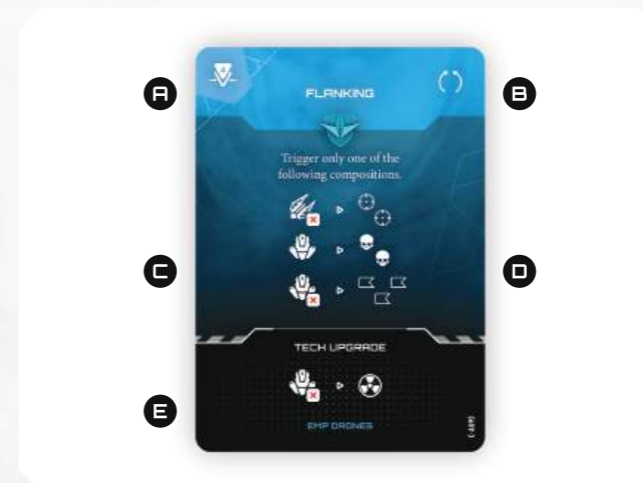 A
B
FLANKING
Trigger only one of the
following compositions.
C
D
TECH UPGRADE
E
EMP DRONES